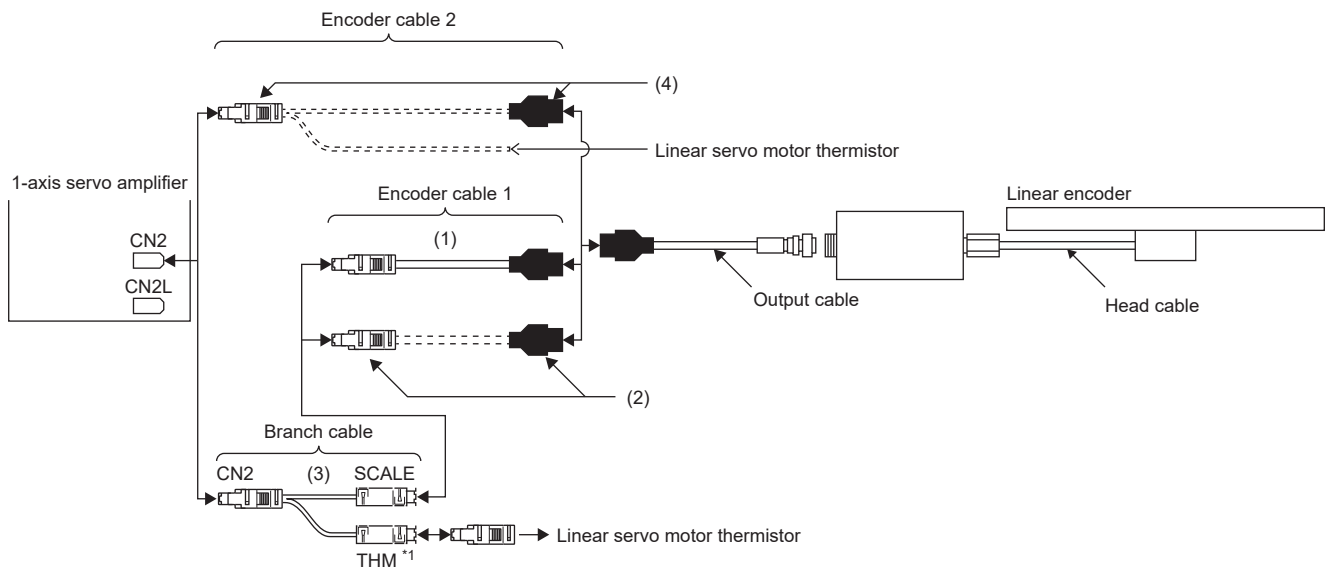 Encoder cable 2
(4)
Linear servo motor thermistor
1-axis servo amplifier
Encoder cable 1
Linear encoder
CN2
(1)
CN2L
Output cable
Head cable
(2)
Branch cable
CN2
(3)
SCALE
Linear servo motor thermistor
THM *1